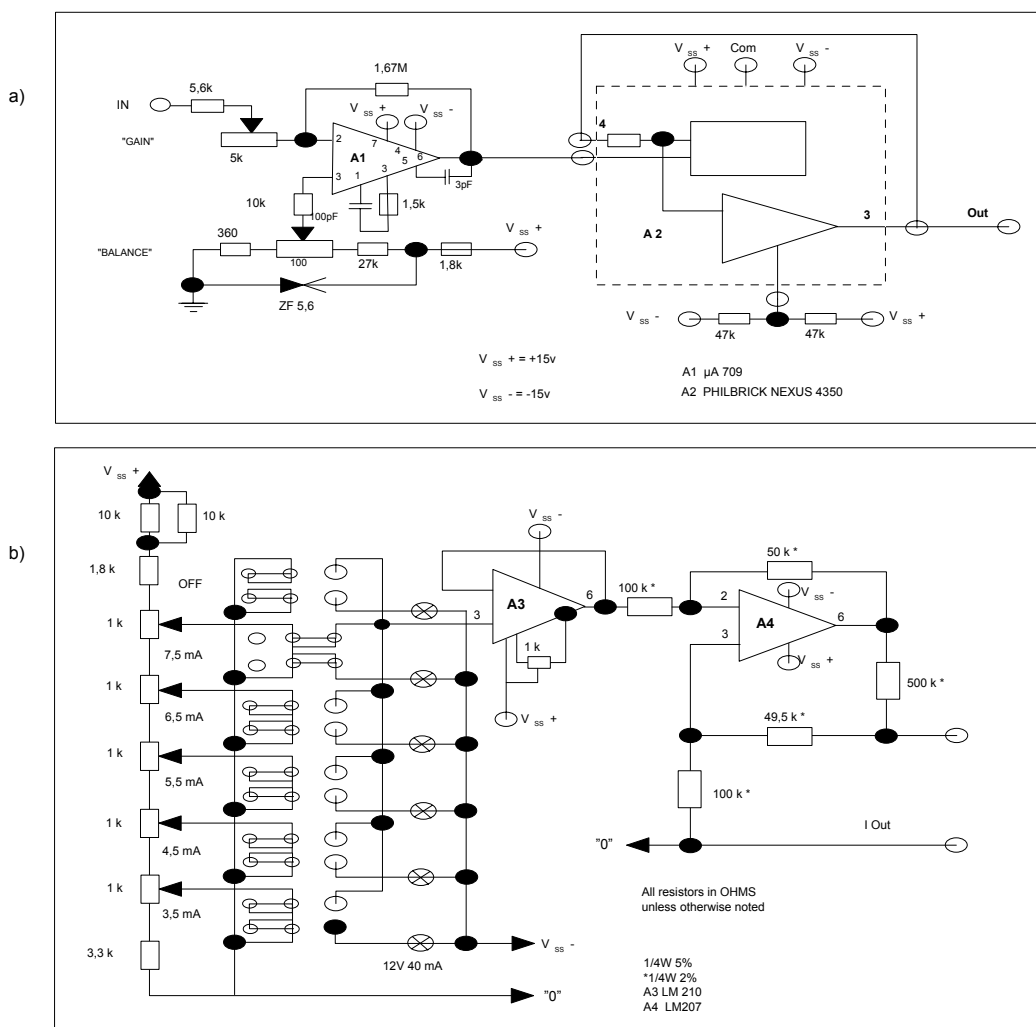 a)
V SS + Com V SS -
1,67M
5,6k
IN
V SS + V SS -
"GAIN"
5k
2 7 4
A1 5 6
3 1 3
3pF
10k
100pF 1,5k
360
V SS +
"BALANCE"
100 27k 1,8k
ZF 5,6
4
A 2
3 Out
V SS - V SS +
47k 47k
V SS + = +15v
V SS - = -15v
A1 µA 709
A2 PHILBRICK NEXUS 4350
b)
V SS +
10 k 10 k
1,8k
OFF
1 k
7,5 mA
1 k
6,5 mA
1 k
5,5 mA
1 k
4,5 mA
1 k
3,5 mA
3,3 k
12V 40 mA
V SS -
"0"
V SS -
A3 6
3
1 k
V SS +
100 k *
50 k *
2 V SS -
A4 6
3
V SS +
500 k *
49,5 k *
100 k *
"0"
I Out
All resistors in OHMS
unless otherwise noted
1/4W 5%
*1/4W 2%
A3 LM 210
A4 LM207